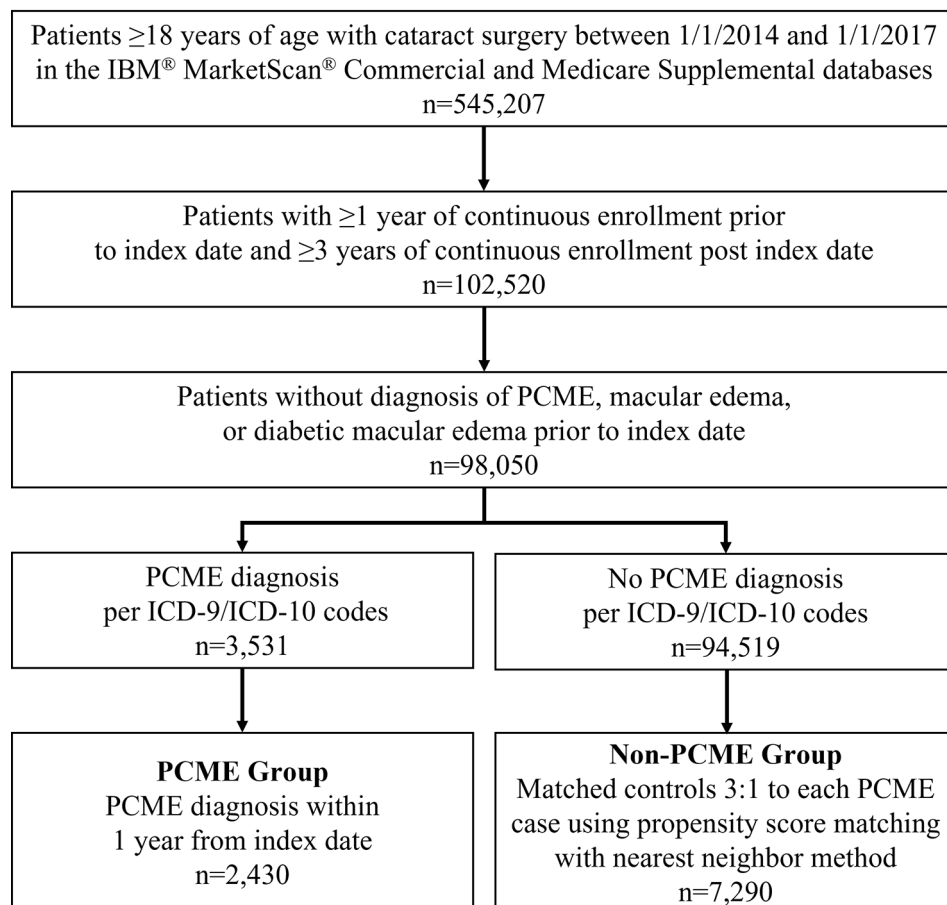 Patients ≥18 years of age with cataract surgery between 1/1/2014 and 1/1/2017
in the IBM® MarketScan® Commercial and Medicare Supplemental databases
n=545,207
Patients with ≥1 year of continuous enrollment prior
to index date and ≥3 years of continuous enrollment post index date
n=102,520
Patients without diagnosis of PCME, macular edema,
or diabetic macular edema prior to index date
n=98,050
PCME diagnosis
per ICD-9/ICD-10 codes
n=3,531
No PCME diagnosis
per ICD-9/ICD-10 codes
n=94,519
PCME Group
PCME diagnosis within
1 year from index date
n=2,430
Non-PCME Group
Matched controls 3:1 to each PCME
case using propensity score matching
with nearest neighbor method
n=7,290